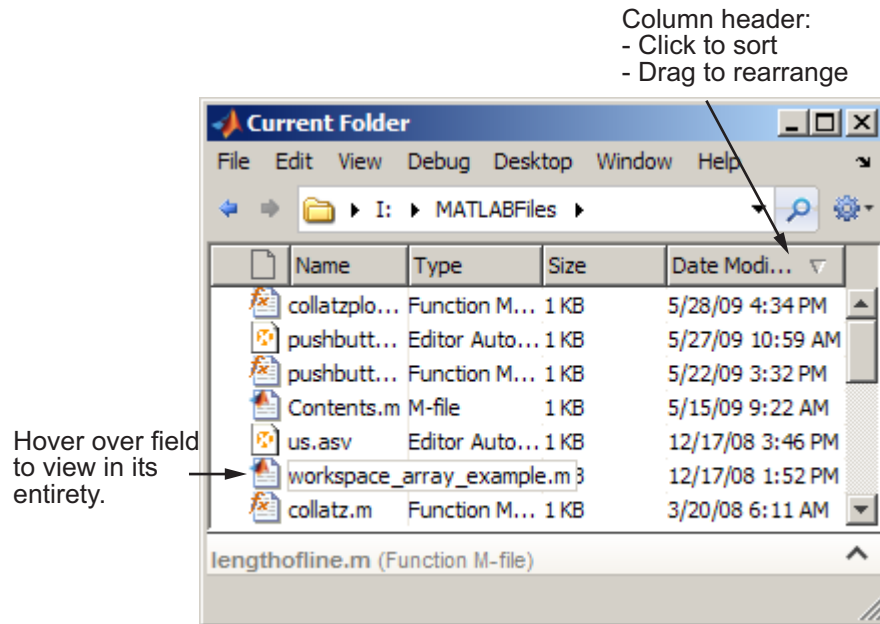 Column header:
- Click to sort
- Drag to rearrange
Current Folder
File Edit View Debug Desktop Window Help
I: MATLABFiles
Name Type Size Date Modi...
collatzplo... Function M... 1 KB 5/28/09 4:34 PM
pushbutt... Editor Auto... 1 KB 5/27/09 10:59 AM
pushbutt... Function M... 1 KB 5/22/09 3:32 PM
Contents.m M-file 1 KB 5/15/09 9:22 AM
us.asv Editor Auto... 1 KB 12/17/08 3:46 PM
Hover over field
to view in its
entirety.
workspace_array_example.m 12/17/08 1:52 PM
collatz.m Function M... 1 KB 3/20/08 6:11 AM
lengthofline.m (Function M-file)